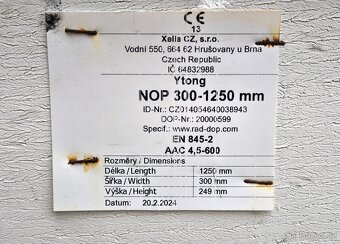 CE
13
Xella CZ, s.r.o.
Vodní 550, 664 62 Hrušovany u Brna
Czech Republic
IČ 64832988
Ytong
NOP 300-1250 mm
ID-Nr.: CZ014054640038943
DOP-Nr.: 20000599
Specif.: www.rad-dop.com
EN 845-2
AAC 4,5-600
Rozměry / Dimensions
Délka / Length 1250 mm
Šířka / Width 300 mm
Výška / Height 249 mm
Datum: 20.2.2024